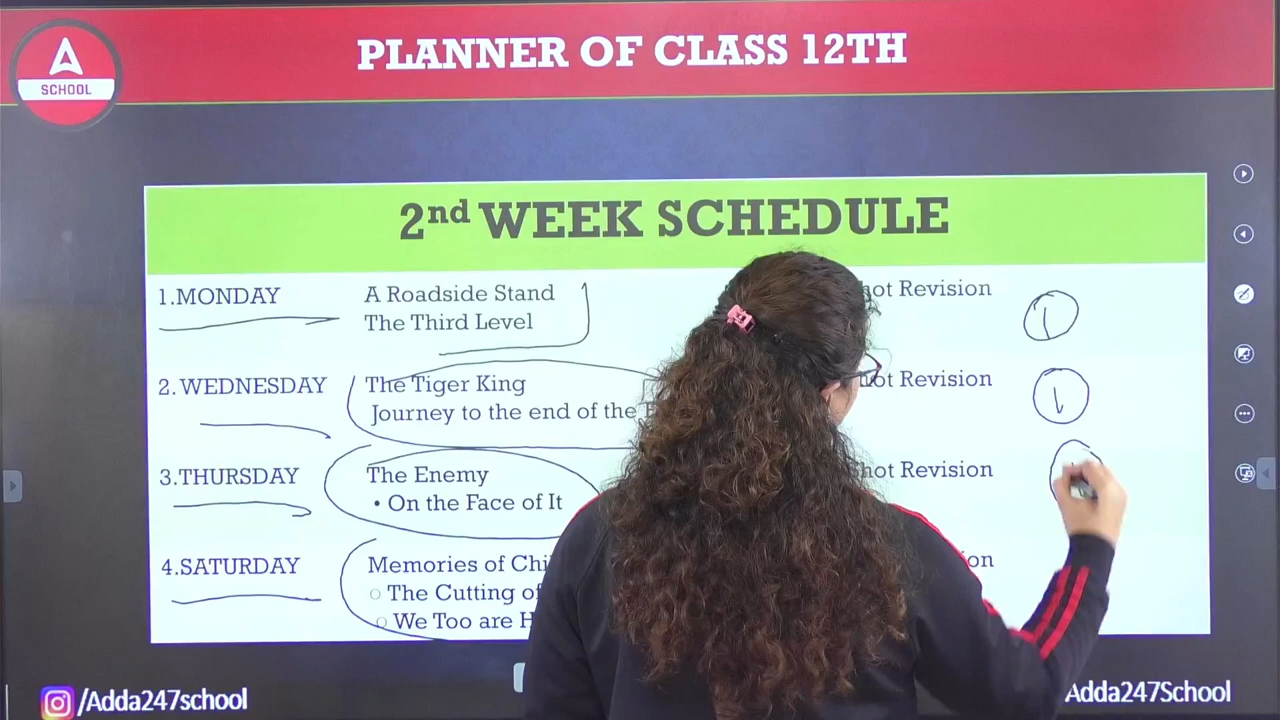 SCHOOL
PLANNER OF CLASS 12TH
2nd WEEK SCHEDULE
1.MONDAY
A Roadside Stand
The Third Level
Revision
1
2. WEDNESDAY
The Tiger King
Journey to the end of the
Revision
1
3.THURSDAY
The Enemy
• On the Face of It
Revision
4.SATURDAY
Memories of
○ The Cutting of
○ We Too are
/Adda247school
Adda247School